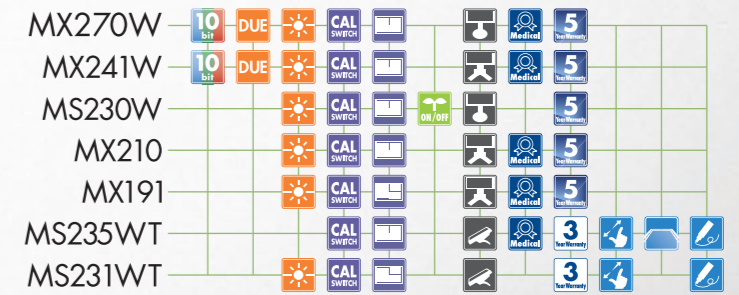 MX270W 10 bit DUE CAL SWITCH Medical 5 Year Warranty
MX241W 10 bit DUE CAL SWITCH Medical 5 Year Warranty
MS230W CAL SWITCH ON/OFF 5 Year Warranty
MX210 CAL SWITCH Medical 5 Year Warranty
MX191 CAL SWITCH Medical 5 Year Warranty
MS235WT CAL SWITCH Medical 3 Year Warranty
MS231WT CAL SWITCH 3 Year Warranty